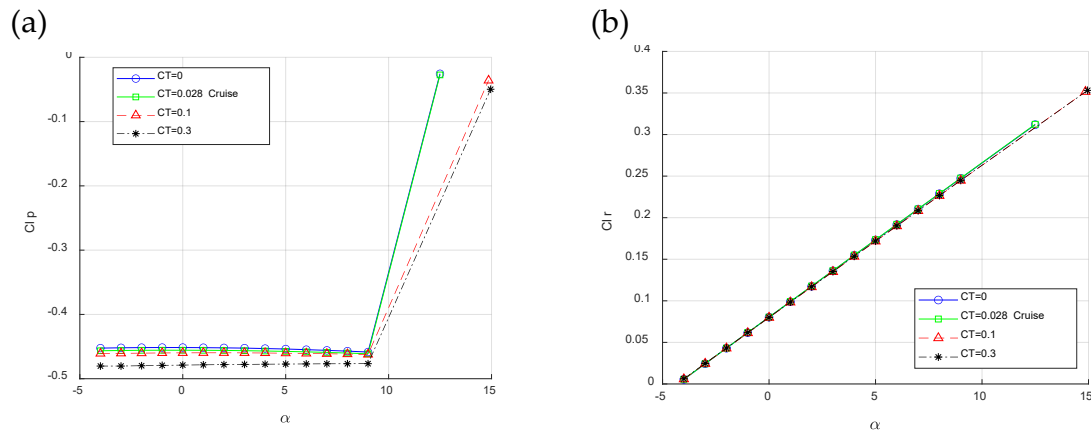 (a)
(b)
0
-0.1
-0.2
-0.3
-0.4
-0.5
-5
0
5
10
15
Cl p
α
CT=0
CT=0.028 Cruise
CT=0.1
CT=0.3
0.4
0.35
0.3
0.25
0.2
0.15
0.1
0.05
0
-5
0
5
10
15
Cl r
α
CT=0
CT=0.028 Cruise
CT=0.1
CT=0.3